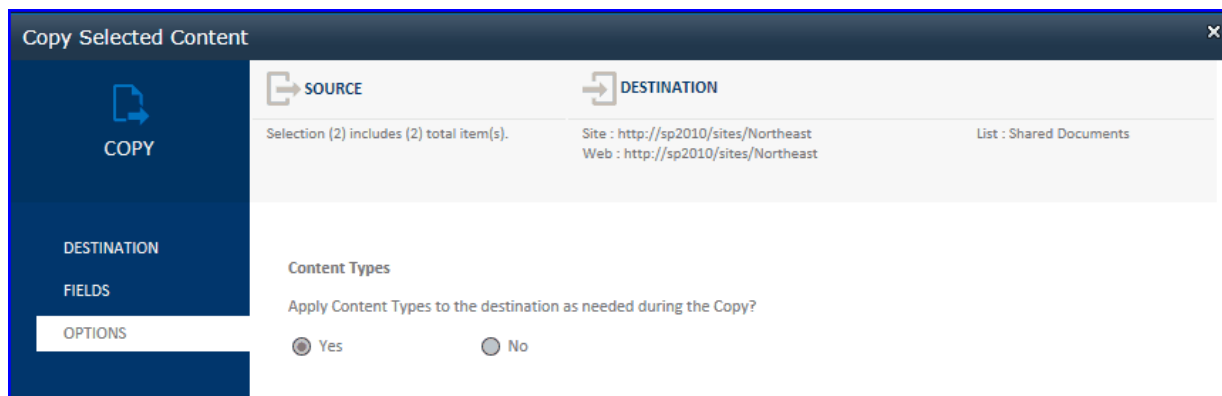 Copy Selected Content
COPY
SOURCE
Selection (2) includes (2) total item(s).
DESTINATION
Site : http://sp2010/sites/Northeast
Web : http://sp2010/sites/Northeast
List : Shared Documents
DESTINATION
FIELDS
OPTIONS
Content Types
Apply Content Types to the destination as needed during the Copy?
Yes No